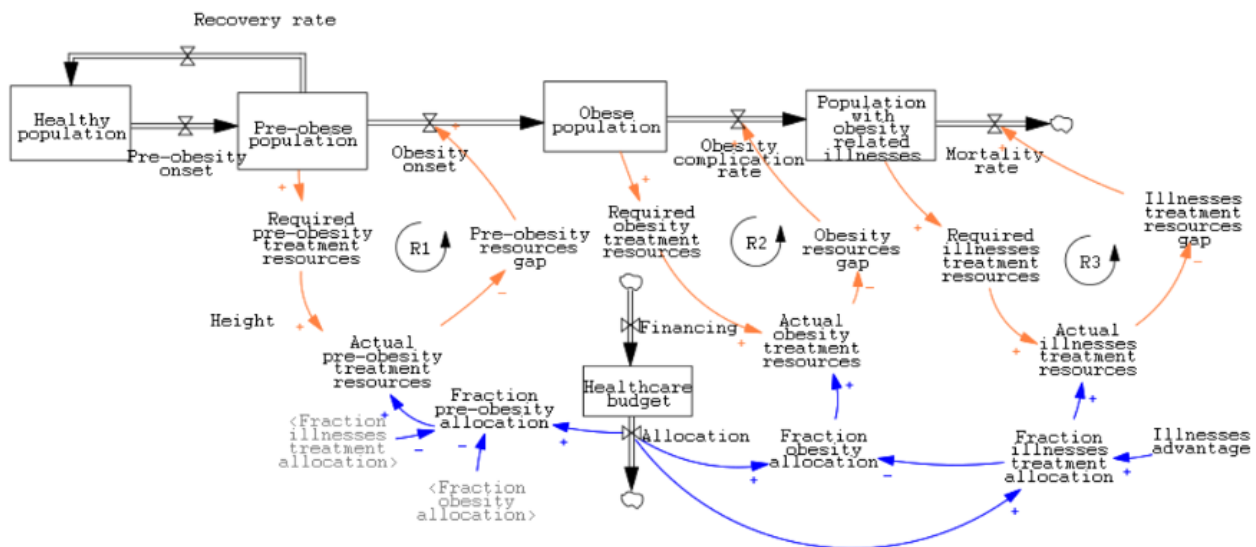 Recovery rate
Healthy
population
Pre-obesity
onset
Pre-obese
population
Obesity
onset
Obese
population
Obesity
complication
rate
Population
with
obesity
related
illnesses
Mortality
rate
Required
pre-obesity
treatment
resources
R1
Pre-obesity
resources
gap
Required
obesity
treatment
resources
R2
Obesity
resources
gap
Required
illnesses
treatment
resources
R3
Illnesses
treatment
resources
gap
Height
Actual
pre-obesity
treatment
resources
Financing
Actual
obesity
treatment
resources
Actual
illnesses
treatment
resources
Healthcare
budget
Fraction
pre-obesity
allocation
<Fraction
illnesses
treatment
allocation>
<Fraction
obesity
allocation>
Allocation
Fraction
obesity
allocation
Fraction
illnesses
treatment
allocation
Illnesses
advantage